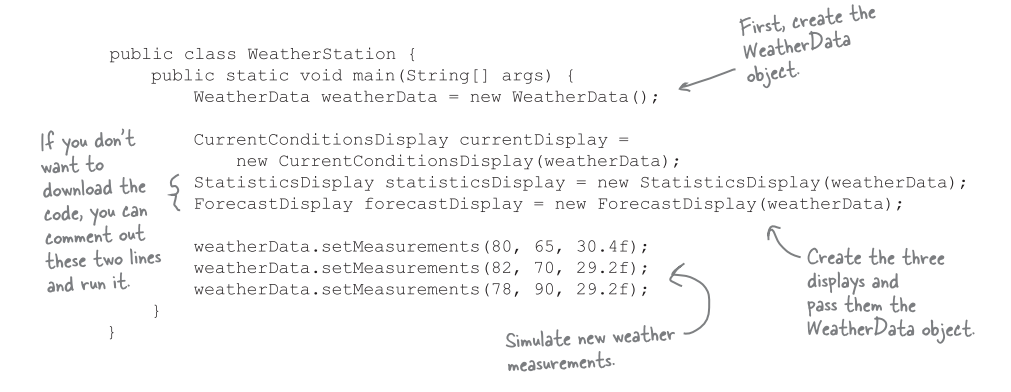 First, create the
WeatherData
object.
public class WeatherStation {
public static void main(String[] args) {
WeatherData weatherData = new WeatherData();
If you don't
want to
download the
code, you can
comment out
these two lines
and run it.
CurrentConditionsDisplay currentDisplay =
new CurrentConditionsDisplay(weatherData);
StatisticsDisplay statisticsDisplay = new StatisticsDisplay(weatherData);
ForecastDisplay forecastDisplay = new ForecastDisplay(weatherData);
weatherData.setMeasurements(80, 65, 30.4f);
weatherData.setMeasurements(82, 70, 29.2f);
weatherData.setMeasurements(78, 90, 29.2f);
}
}
Create the three
displays and
pass them the
WeatherData object.
Simulate new weather
measurements.